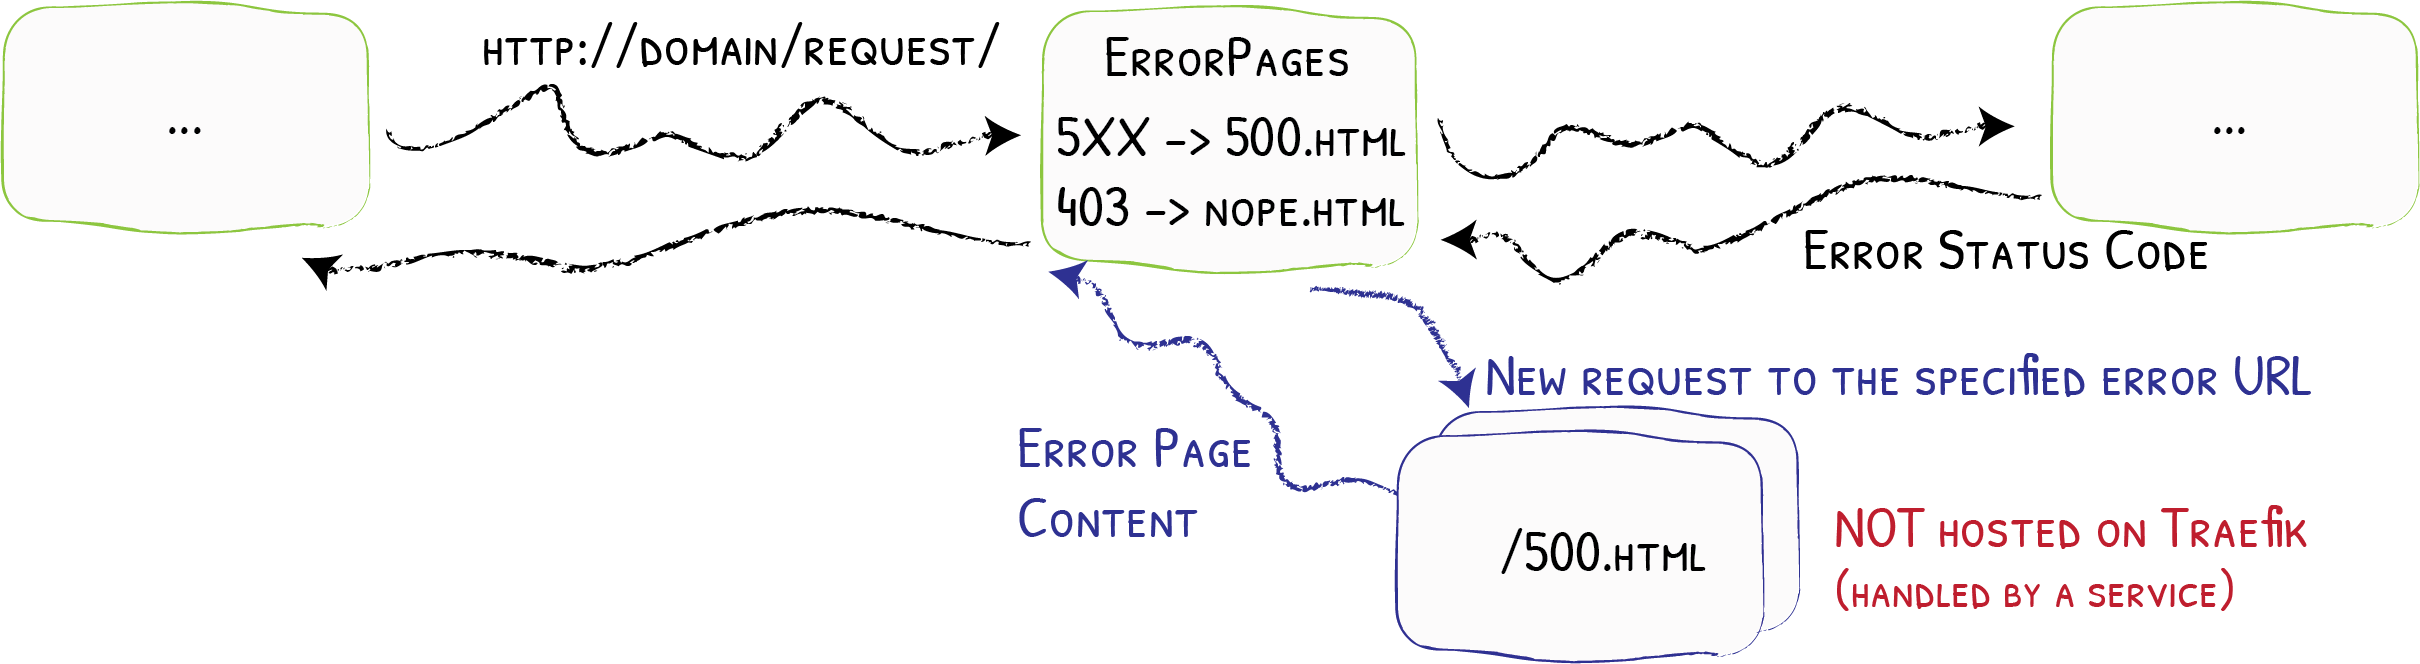 ...
HTTP://DOMAIN/REQUEST/
ERRORPAGES
5XX -> 500.HTML
403 -> NOPE.HTML
...
ERROR STATUS CODE
NEW REQUEST TO THE SPECIFIED ERROR URL
ERROR PAGE
CONTENT
/500.HTML
NOT HOSTED ON TRAEFIK
(HANDLED BY A SERVICE)